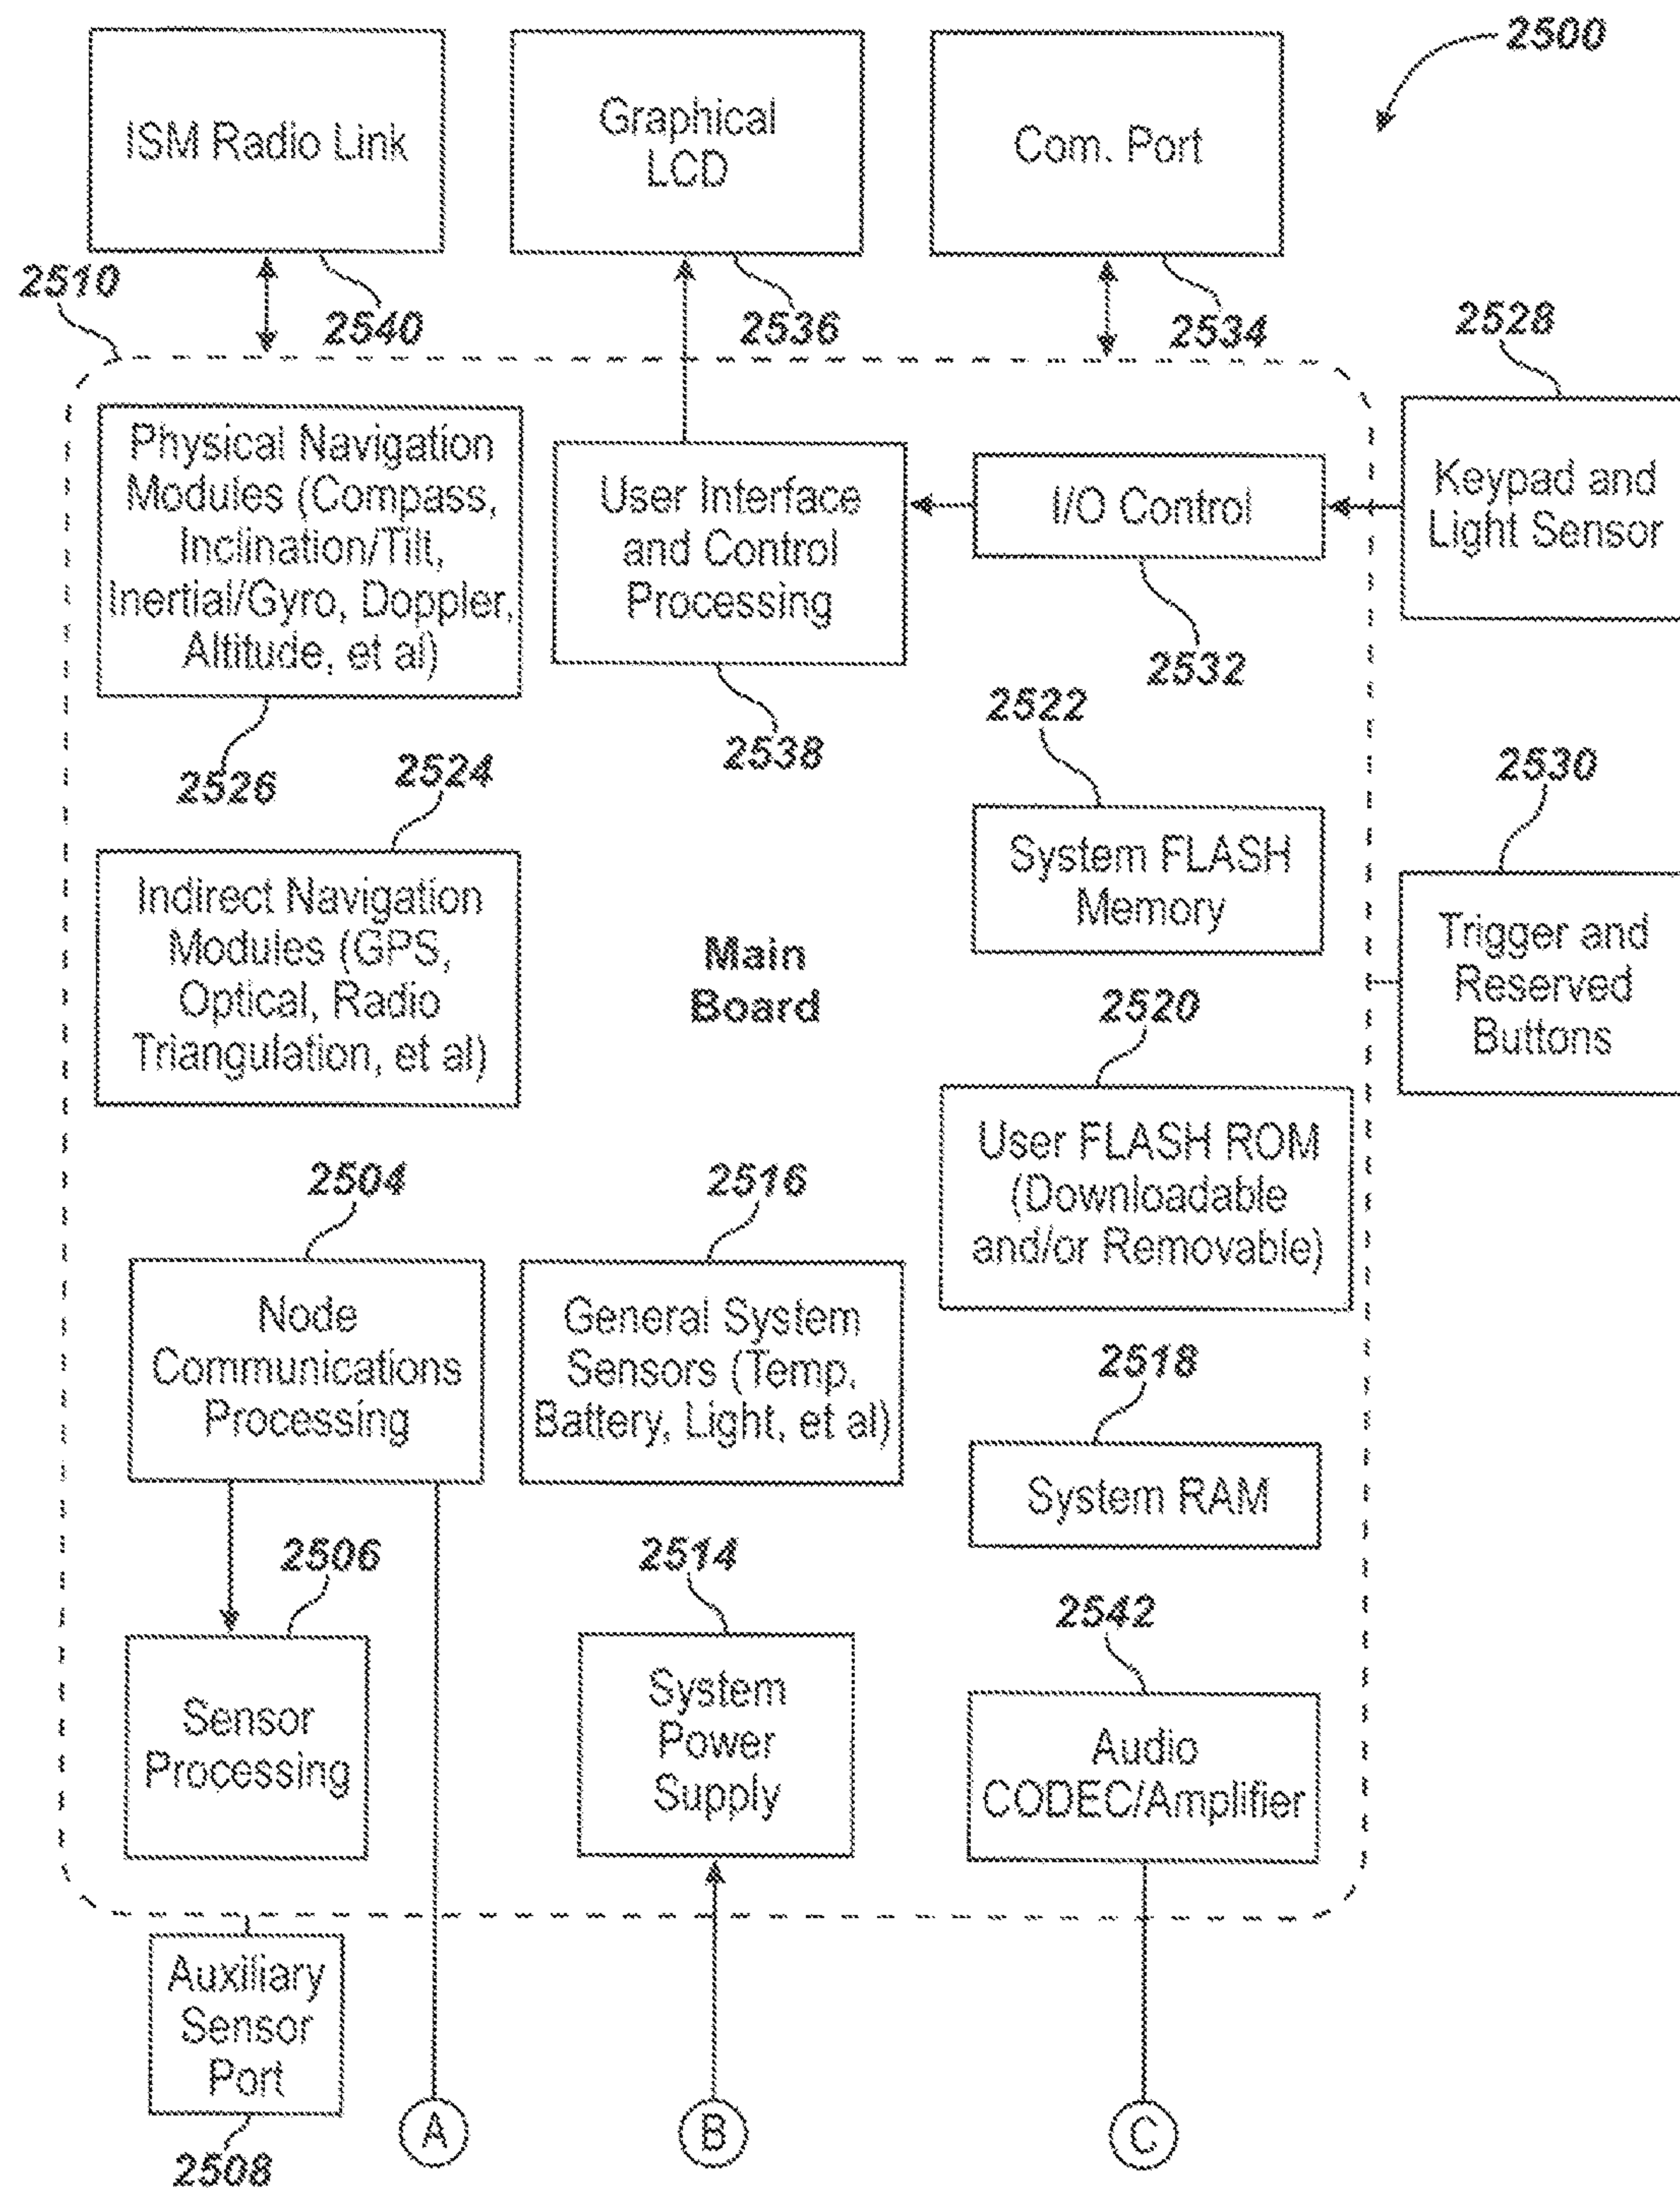 2500
ISM Radio Link
Graphical
LCD
Com. Port
2510
2540
2536
2534
2528
Physical Navigation
Modules (Compass,
Inclination/Tilt,
Inertial/Gyro, Doppler,
Altitude, et al)
User Interface
and Control
Processing
I/O Control
Keypad and
Light Sensor
2532
2522
2538
2526
2524
2530
System FLASH
Memory
Indirect Navigation
Modules (GPS,
Optical, Radio
Triangulation, et al)
Main
Board
Trigger and
Reserved
Buttons
2520
User FLASH ROM
(Downloadable
and/or Removable)
2504
2516
Node
Communications
Processing
General System
Sensors (Temp,
Battery, Light, et al)
2518
System RAM
2506
2514
2542
Sensor
Processing
System
Power
Supply
Audio
CODEC/Amplifier
Auxiliary
Sensor
Port
A
B
C
2508